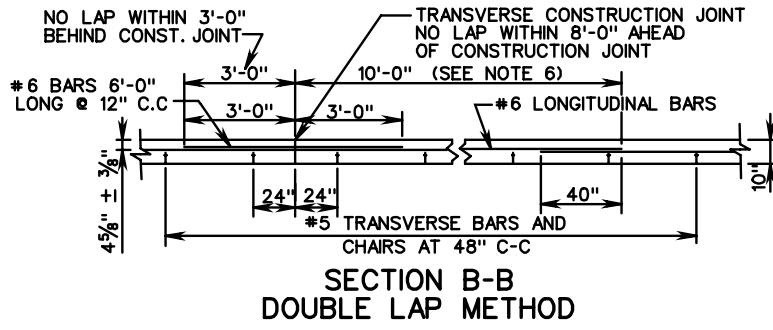 NO LAP WITHIN 3'-0"
BEHIND CONST. JOINT
TRANSVERSE CONSTRUCTION JOINT
NO LAP WITHIN 8'-0" AHEAD
OF CONSTRUCTION JOINT
3'-0"
10'-0" (SEE NOTE 6)
#6 BARS 6'-0"
LONG @ 12" C.C
3'-0"
3'-0"
#6 LONGITUDINAL BARS
4⅝" ± ⅜"
10"
24"
24"
40"
#5 TRANSVERSE BARS AND
CHAIRS AT 48" C-C
SECTION B-B
DOUBLE LAP METHOD